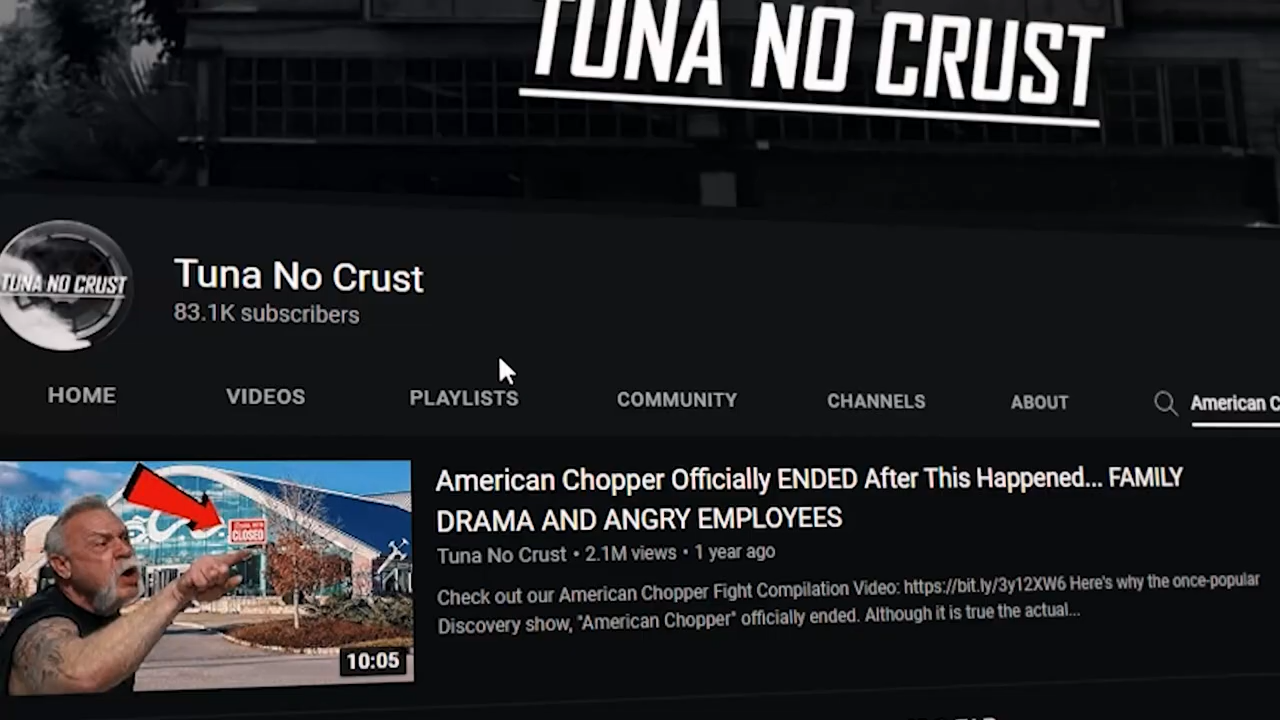 TUNA NO CRUST
TUNA NO CRUST
Tuna No Crust
83.1K subscribers
HOME VIDEOS PLAYLISTS COMMUNITY CHANNELS ABOUT American C
CLOSED
10:05
American Chopper Officially ENDED After This Happened... FAMILY
DRAMA AND ANGRY EMPLOYEES
Tuna No Crust • 2.1M views • 1 year ago
Check out our American Chopper Fight Compilation Video: https://bit.ly/3y12XW6 Here's why the once-popular
Discovery show, "American Chopper" officially ended. Although it is true the actual...